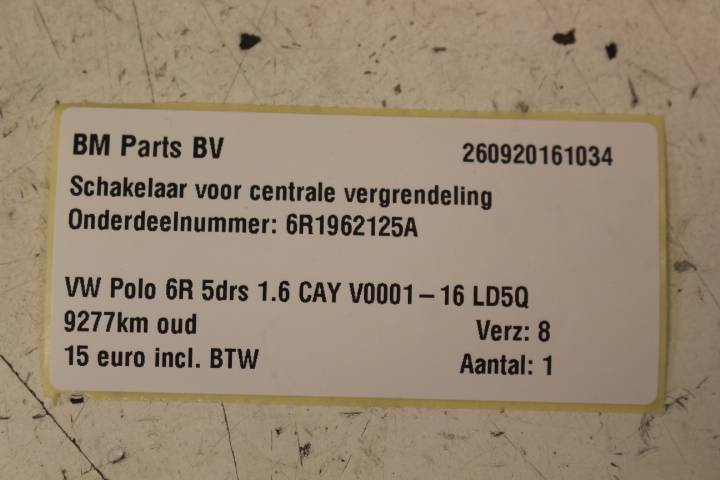 BM Parts BV 260920161034
Schakelaar voor centrale vergrendeling
Onderdeelnummer: 6R1962125A
VW Polo 6R 5drs 1.6 CAY V0001 – 16 LD5Q
9277km oud Verz: 8
15 euro incl. BTW Aantal: 1